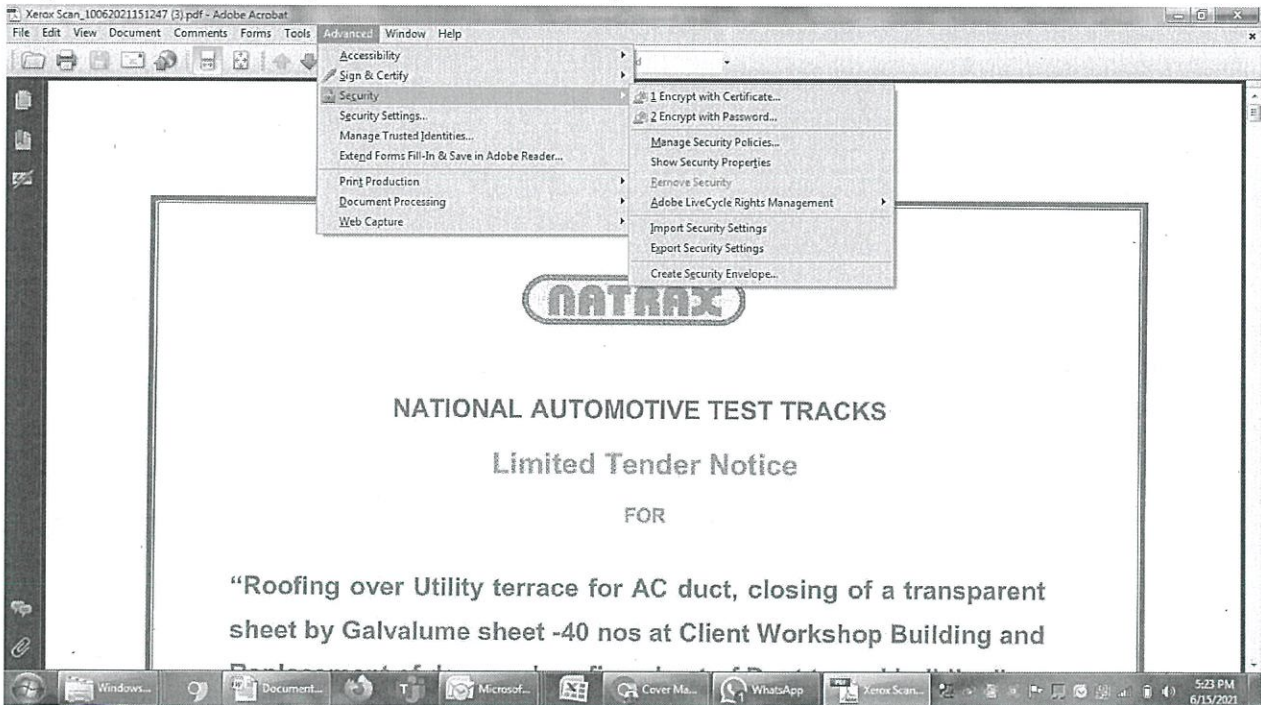 Xerox Scan_10062021151247 (3).pdf - Adobe Acrobat
File Edit View Document Comments Forms Tools Advanced Window Help
Accessibility
Sign & Certify
Security
Security Settings...
Manage Trusted Identities...
Extend Forms Fill-In & Save in Adobe Reader...
Print Production
Document Processing
Web Capture
1 Encrypt with Certificate...
2 Encrypt with Password...
Manage Security Policies...
Show Security Properties
Remove Security
Adobe LiveCycle Rights Management
Import Security Settings
Export Security Settings
Create Security Envelope...
NATRAX
NATIONAL AUTOMOTIVE TEST TRACKS
Limited Tender Notice
FOR
“Roofing over Utility terrace for AC duct, closing of a transparent
sheet by Galvalume sheet -40 nos at Client Workshop Building and
Windows... Document... Microsof... Cover Ma... WhatsApp Xerox Scan... 5:23 PM
6/15/2021